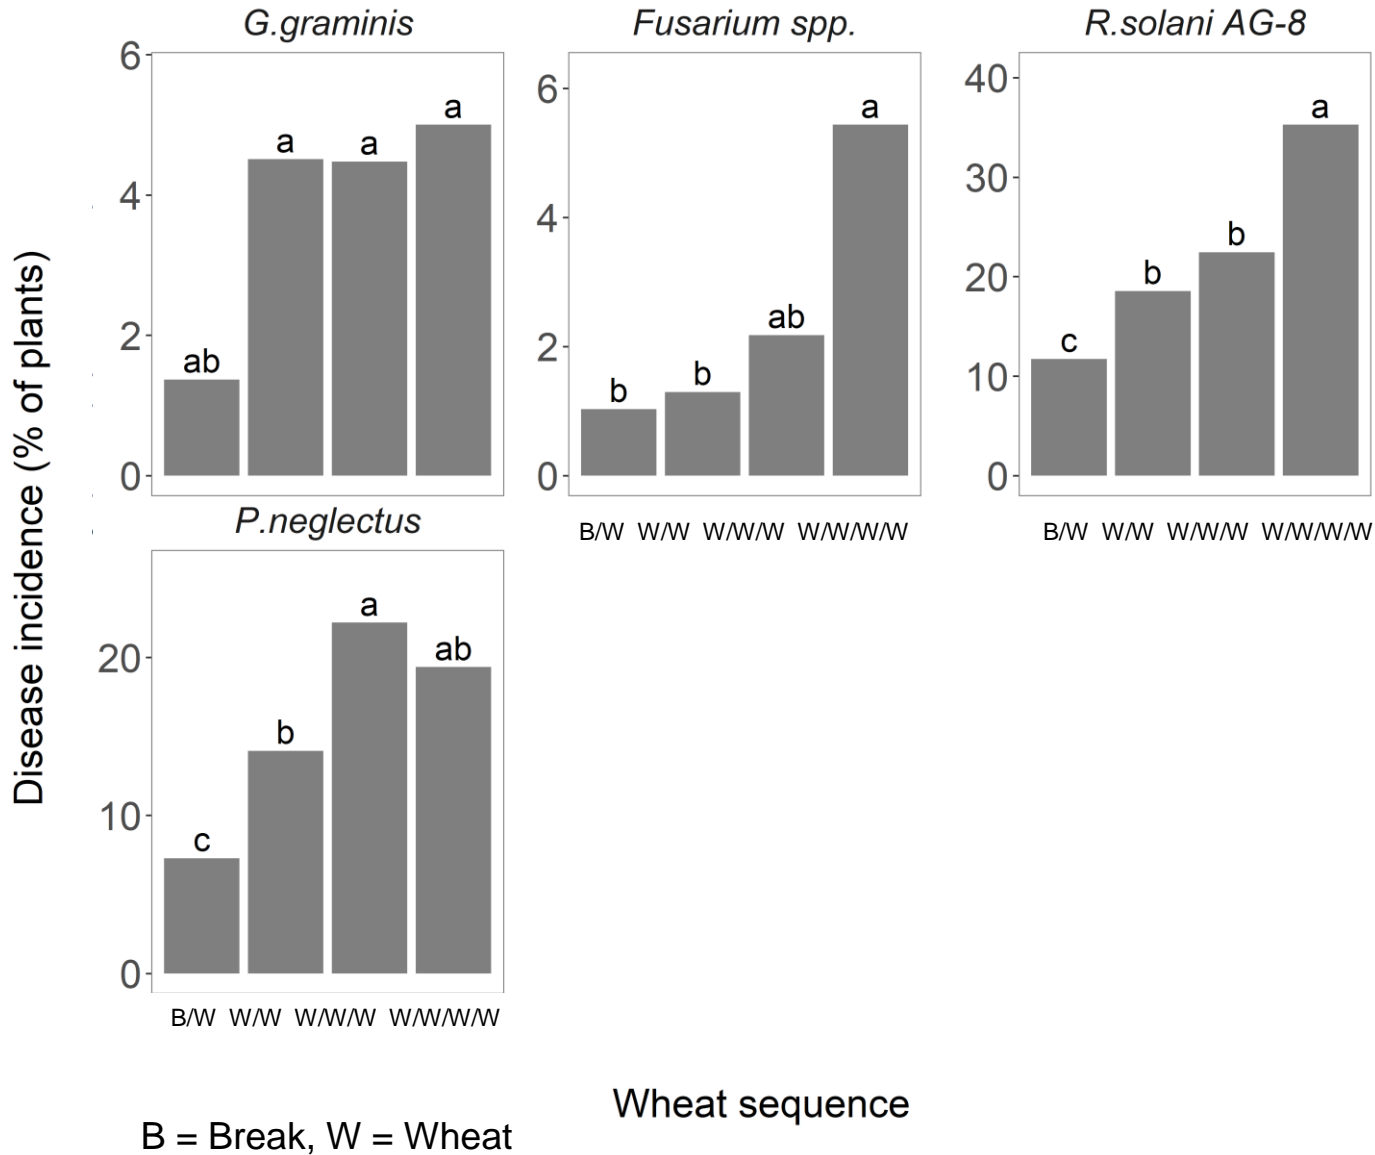 G.graminis
6
4
2
0
ab
a
a
a
Fusarium spp.
6
4
2
0
b
b
ab
a
B/W W/W W/W/W W/W/W/W
R.solani AG-8
40
30
20
10
0
c
b
b
a
B/W W/W W/W/W W/W/W/W
Disease incidence (% of plants)
P.neglectus
20
10
0
c
b
a
ab
B/W W/W W/W/W W/W/W/W
Wheat sequence
B = Break, W = Wheat